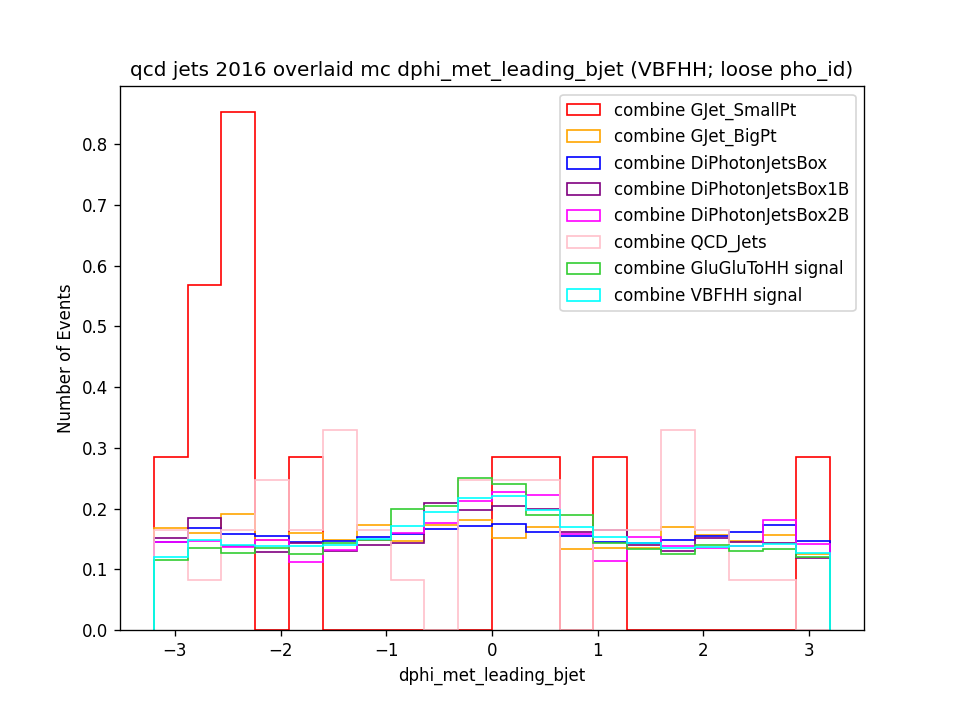 qcd jets 2016 overlaid mc dphi_met_leading_bjet (VBFHH; loose pho_id)
combine GJet_SmallPt
combine GJet_BigPt
combine DiPhotonJetsBox
combine DiPhotonJetsBox1B
combine DiPhotonJetsBox2B
combine QCD_Jets
combine GluGluToHH signal
combine VBFHH signal
Number of Events
0.8
0.7
0.6
0.5
0.4
0.3
0.2
0.1
0.0
−3 −2 −1 0 1 2 3
dphi_met_leading_bjet